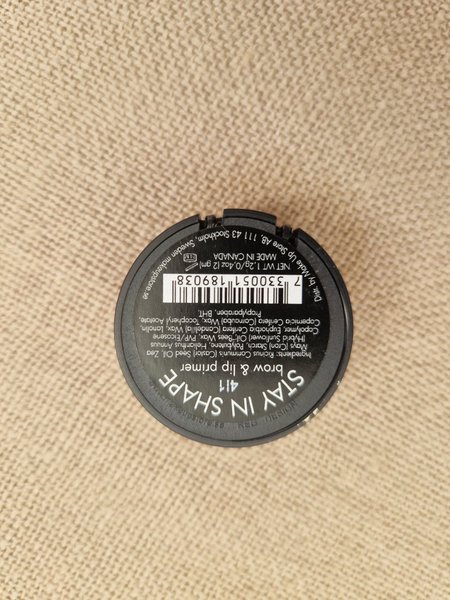 STAY IN SHAPE
4i1
brow & lip primer
Ingredients: Ricinus Communis (Castor) Seed Oil, Zea
Mays (Corn) Starch, Polybutene, Helianthus Annuus
(Hybrid Sunflower) Oil, Bees Wax, PVP/Eicosene
Copolymer, Euphorbia Cerifera (Candelilla) Wax, Lanolin,
Copernicia Cerifera (Carnauba) Wax, Tocopheryl Acetate,
Propylparaben, BHT.
7 330051 189038
NET WT. 1.2g/0.4oz (2 gm)
MADE IN CANADA
Distr. by Make Up Store AB, 111 43 Stockholm, Sweden makeupstore.se